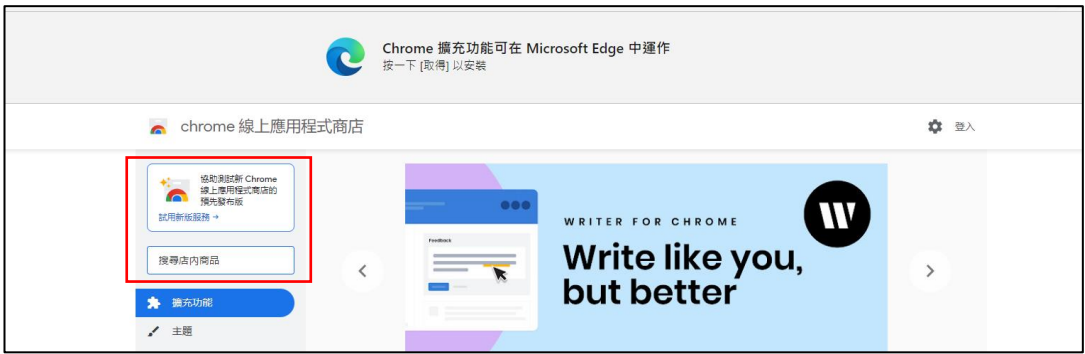 Chrome 擴充功能可在 Microsoft Edge 中運作
按一下 [取得] 以安裝
chrome 線上應用程式商店
登入
協助測試新 Chrome
線上應用程式商店的
預先發布版
試用新版服務 →
搜尋店內商品
擴充功能
主題
Feedback
WRITER FOR CHROME
Write like you,
but better